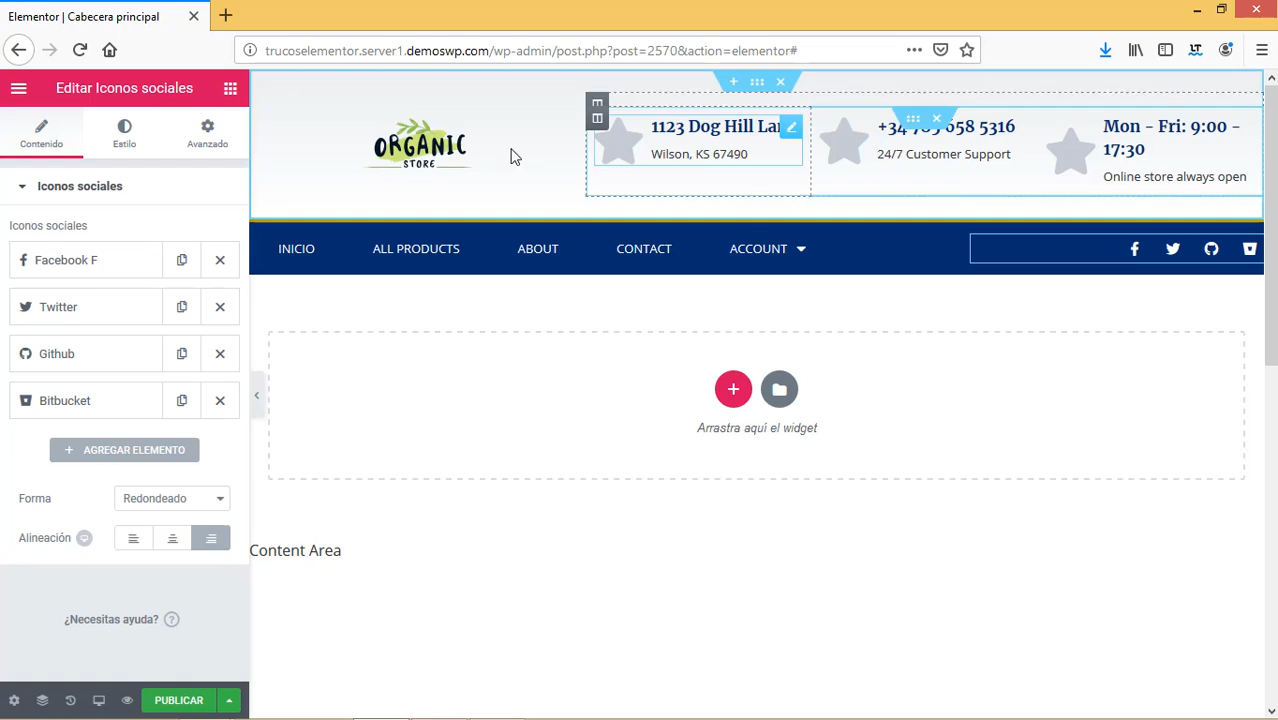 Elementor | Cabecera principal
trucoselementor.server1.demoswp.com/wp-admin/post.php?post=2570&action=elementor#
Editar Iconos sociales
Contenido
Estilo
Avanzado
Iconos sociales
Iconos sociales
Facebook F
Twitter
Github
Bitbucket
AGREGAR ELEMENTO
Forma
Redondeado
Alineación
¿Necesitas ayuda?
PUBLICAR
ORGANIC
STORE
1123 Dog Hill
Wilson, KS 67490
+34 785 658 5316
24/7 Customer Support
Mon - Fri: 9:00 -
17:30
Online store always open
INICIO
ALL PRODUCTS
ABOUT
CONTACT
ACCOUNT
Arrastra aquí el widget
Content Area